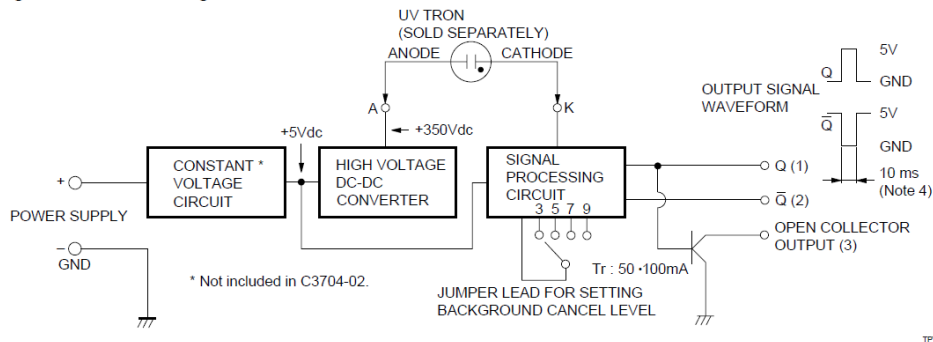 UV TRON
(SOLD SEPARATELY)
ANODE
CATHODE
A
K
+5Vdc
+350Vdc
OUTPUT SIGNAL
WAVEFORM
Q
5V
GND
Q̅
5V
GND
10 ms
(Note 4)
CONSTANT *
VOLTAGE
CIRCUIT
HIGH VOLTAGE
DC-DC
CONVERTER
SIGNAL
PROCESSING
CIRCUIT
3 5 7 9
Q (1)
Q̅ (2)
OPEN COLLECTOR
OUTPUT (3)
+
POWER SUPPLY
−
GND
* Not included in C3704-02.
Tr : 50 •100mA
JUMPER LEAD FOR SETTING
BACKGROUND CANCEL LEVEL
TP